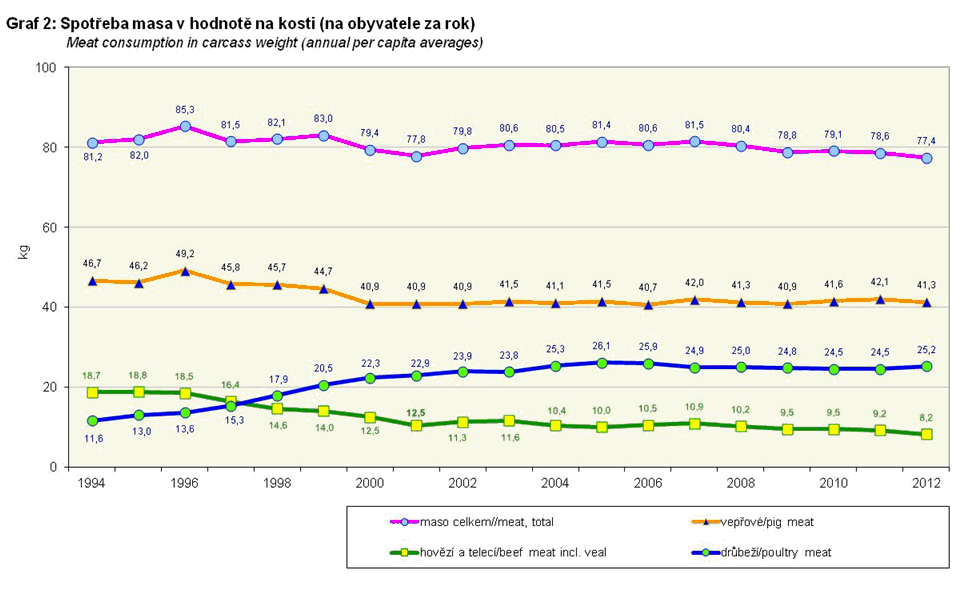 Graf 2: Spotřeba masa v hodnotě na kosti (na obyvatele za rok)
Meat consumption in carcass weight (annual per capita averages)
100
80
60
40
20
0
kg
85,3 81,5 82,1 83,0 79,4 77,8 79,8 80,6 80,5 81,4 80,6 81,5 80,4 78,8 79,1 78,6 77,4
81,2 82,0
46,7 46,2 49,2 45,8 45,7 44,7 40,9 40,9 40,9 41,5 41,1 41,5 40,7 42,0 41,3 40,9 41,6 42,1 41,3
17,9 20,5 22,3 22,9 23,9 23,8 25,3 26,1 25,9 24,9 25,0 24,8 24,5 24,5 25,2
18,7 18,8 18,5 16,4 12,5 10,4 10,0 10,5 10,9 10,2 9,5 9,5 9,2 8,2
11,6 13,0 13,6 15,3 14,6 14,0 12,5 11,3 11,6
1994 1996 1998 2000 2002 2004 2006 2008 2010 2012
maso celkem//meat, total vepřové/pig meat
hovězí a telecí/beef meat incl. veal drůbeží/poultry meat